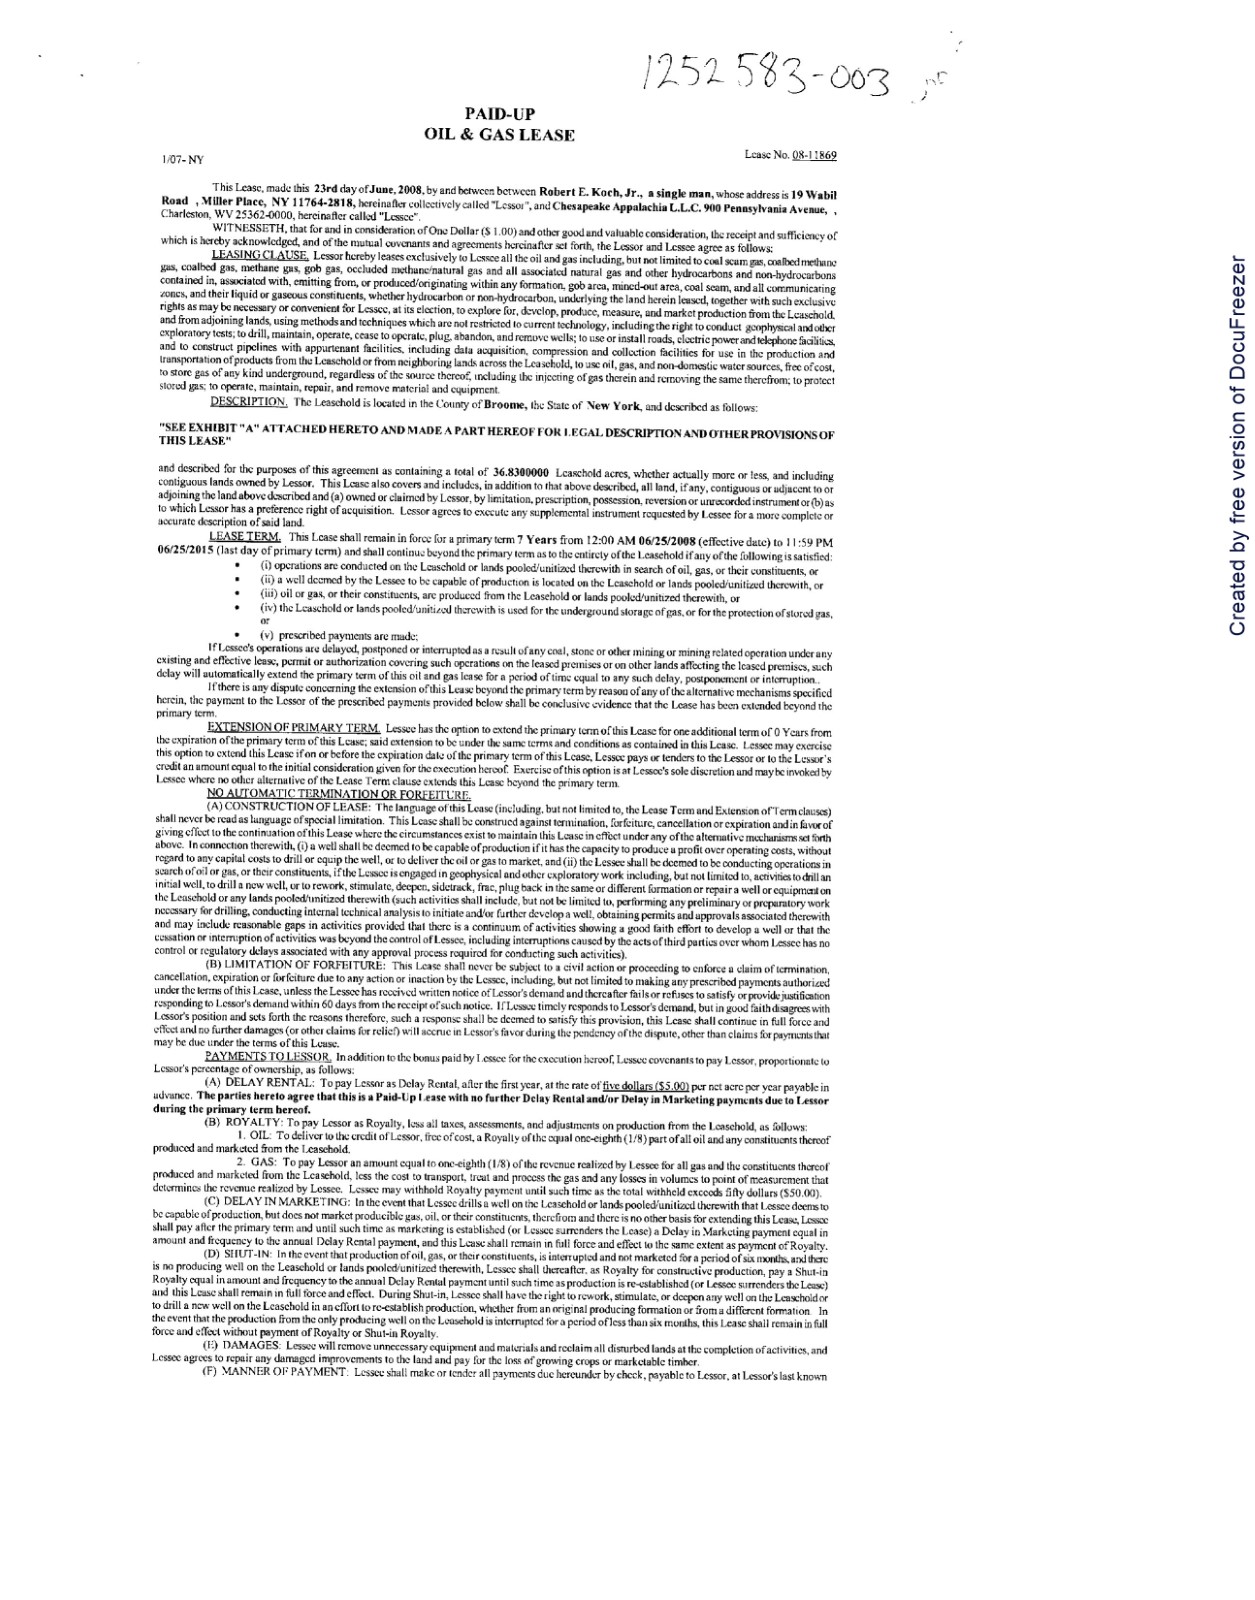 1252583-003
PAID-UP
OIL & GAS LEASE
1/07- NY
Lease No. 08-11869
This Lease, made this 23rd day of June, 2008, by and between between Robert E. Koch, Jr., a single man, whose address is 19 Wabil
Road , Miller Place, NY 11764-2818, hereinafter collectively called "Lessor", and Chesapeake Appalachia L.L.C. 900 Pennsylvania Avenue, ,
Charleston, WV 25362-0000, hereinafter called "Lessee".
WITNESSETH, that for and in consideration of One Dollar ($ 1.00) and other good and valuable consideration, the receipt and sufficiency of
which is hereby acknowledged, and of the mutual covenants and agreements hereinafter set forth, the Lessor and Lessee agree as follows:
LEASING CLAUSE. Lessor hereby leases exclusively to Lessee all the oil and gas including, but not limited to coal seam gas, coalbed methane
gas, coalbed gas, methane gas, gob gas, occluded methane/natural gas and all associated natural gas and other hydrocarbons and non-hydrocarbons
contained in, associated with, emitting from, or produced/originating within any formation, gob area, mined-out area, coal seam, and all communicating
zones, and their liquid or gaseous constituents, whether hydrocarbon or non-hydrocarbon, underlying the land herein leased, together with such exclusive
rights as may be necessary or convenient for Lessee, at its election, to explore for, develop, produce, measure, and market production from the Leasehold,
and from adjoining lands, using methods and techniques which are not restricted to current technology, including the right to conduct geophysical and other
exploratory tests; to drill, maintain, operate, cease to operate, plug, abandon, and remove wells; to use or install roads, electric power and telephone facilities,
and to construct pipelines with appurtenant facilities, including data acquisition, compression and collection facilities for use in the production and
transportation of products from the Leasehold or from neighboring lands across the Leasehold, to use oil, gas, and non-domestic water sources, free of cost,
to store gas of any kind underground, regardless of the source thereof, including the injecting of gas therein and removing the same therefrom; to protect
stored gas; to operate, maintain, repair, and remove material and equipment.
DESCRIPTION. The Leasehold is located in the County of Broome, the State of New York, and described as follows:
"SEE EXHIBIT "A" ATTACHED HERETO AND MADE A PART HEREOF FOR LEGAL DESCRIPTION AND OTHER PROVISIONS OF
THIS LEASE"
and described for the purposes of this agreement as containing a total of 36.8300000 Leasehold acres, whether actually more or less, and including
contiguous lands owned by Lessor. This Lease also covers and includes, in addition to that above described, all land, if any, contiguous or adjacent to or
adjoining the land above described and (a) owned or claimed by Lessor, by limitation, prescription, possession, reversion or unrecorded instrument or (b) as
to which Lessor has a preference right of acquisition. Lessor agrees to execute any supplemental instrument requested by Lessee for a more complete or
accurate description of said land.
LEASE TERM. This Lease shall remain in force for a primary term 7 Years from 12:00 AM 06/25/2008 (effective date) to 11:59 PM
06/25/2015 (last day of primary term) and shall continue beyond the primary term as to the entirety of the Leasehold if any of the following is satisfied:
• (i) operations are conducted on the Leasehold or lands pooled/unitized therewith in search of oil, gas, or their constituents, or
• (ii) a well deemed by the Lessee to be capable of production is located on the Leasehold or lands pooled/unitized therewith, or
• (iii) oil or gas, or their constituents, are produced from the Leasehold or lands pooled/unitized therewith, or
• (iv) the Leasehold or lands pooled/unitized therewith is used for the underground storage of gas, or for the protection of stored gas,
or
• (v) prescribed payments are made;
If Lessee's operations are delayed, postponed or interrupted as a result of any coal, stone or other mining or mining related operation under any
existing and effective lease, permit or authorization covering such operations on the leased premises or on other lands affecting the leased premises, such
delay will automatically extend the primary term of this oil and gas lease for a period of time equal to any such delay, postponement or interruption..
If there is any dispute concerning the extension of this Lease beyond the primary term by reason of any of the alternative mechanisms specified
herein, the payment to the Lessor of the prescribed payments provided below shall be conclusive evidence that the Lease has been extended beyond the
primary term.
EXTENSION OF PRIMARY TERM. Lessee has the option to extend the primary term of this Lease for one additional term of 0 Years from
the expiration of the primary term of this Lease; said extension to be under the same terms and conditions as contained in this Lease. Lessee may exercise
this option to extend this Lease if on or before the expiration date of the primary term of this Lease, Lessee pays or tenders to the Lessor or to the Lessor's
credit an amount equal to the initial consideration given for the execution hereof. Exercise of this option is at Lessee's sole discretion and may be invoked by
Lessee where no other alternative of the Lease Term clause extends this Lease beyond the primary term.
NO AUTOMATIC TERMINATION OR FORFEITURE.
(A) CONSTRUCTION OF LEASE: The language of this Lease (including, but not limited to, the Lease Term and Extension of Term clauses)
shall never be read as language of special limitation. This Lease shall be construed against termination, forfeiture, cancellation or expiration and in favor of
giving effect to the continuation of this Lease where the circumstances exist to maintain this Lease in effect under any of the alternative mechanisms set forth
above. In connection therewith, (i) a well shall be deemed to be capable of production if it has the capacity to produce a profit over operating costs, without
regard to any capital costs to drill or equip the well, or to deliver the oil or gas to market, and (ii) the Lessee shall be deemed to be conducting operations in
search of oil or gas, or their constituents, if the Lessee is engaged in geophysical and other exploratory work including, but not limited to, activities to drill an
initial well, to drill a new well, or to rework, stimulate, deepen, sidetrack, frac, plug back in the same or different formation or repair a well or equipment on
the Leasehold or any lands pooled/unitized therewith (such activities shall include, but not be limited to, performing any preliminary or preparatory work
necessary for drilling, conducting internal technical analysis to initiate and/or further develop a well, obtaining permits and approvals associated therewith
and may include reasonable gaps in activities provided that there is a continuum of activities showing a good faith effort to develop a well or that the
cessation or interruption of activities was beyond the control of Lessee, including interruptions caused by the acts of third parties over whom Lessee has no
control or regulatory delays associated with any approval process required for conducting such activities).
(B) LIMITATION OF FORFEITURE: This Lease shall never be subject to a civil action or proceeding to enforce a claim of termination,
cancellation, expiration or forfeiture due to any action or inaction by the Lessee, including, but not limited to making any prescribed payments authorized
under the terms of this Lease, unless the Lessee has received written notice of Lessor's demand and thereafter fails or refuses to satisfy or provide justification
responding to Lessor's demand within 60 days from the receipt of such notice. If Lessee timely responds to Lessor's demand, but in good faith disagrees with
Lessor's position and sets forth the reasons therefore, such a response shall be deemed to satisfy this provision, this Lease shall continue in full force and
effect and no further damages (or other claims for relief) will accrue in Lessor's favor during the pendency of the dispute, other than claims for payments that
may be due under the terms of this Lease.
PAYMENTS TO LESSOR. In addition to the bonus paid by Lessee for the execution hereof, Lessee covenants to pay Lessor, proportionate to
Lessor's percentage of ownership, as follows:
(A) DELAY RENTAL: To pay Lessor as Delay Rental, after the first year, at the rate of five dollars ($5.00) per net acre per year payable in
advance. The parties hereto agree that this is a Paid-Up Lease with no further Delay Rental and/or Delay in Marketing payments due to Lessor
during the primary term hereof.
(B) ROYALTY: To pay Lessor as Royalty, less all taxes, assessments, and adjustments on production from the Leasehold, as follows:
1. OIL: To deliver to the credit of Lessor, free of cost, a Royalty of the equal one-eighth (1/8) part of all oil and any constituents thereof
produced and marketed from the Leasehold.
2. GAS: To pay Lessor an amount equal to one-eighth (1/8) of the revenue realized by Lessee for all gas and the constituents thereof
produced and marketed from the Leasehold, less the cost to transport, treat and process the gas and any losses in volumes to point of measurement that
determines the revenue realized by Lessee. Lessee may withhold Royalty payment until such time as the total withheld exceeds fifty dollars ($50.00).
(C) DELAY IN MARKETING: In the event that Lessee drills a well on the Leasehold or lands pooled/unitized therewith that Lessee deems to
be capable of production, but does not market producible gas, oil, or their constituents, therefrom and there is no other basis for extending this Lease, Lessee
shall pay after the primary term and until such time as marketing is established (or Lessee surrenders the Lease) a Delay in Marketing payment equal in
amount and frequency to the annual Delay Rental payment, and this Lease shall remain in full force and effect to the same extent as payment of Royalty.
(D) SHUT-IN: In the event that production of oil, gas, or their constituents, is interrupted and not marketed for a period of six months, and there
is no producing well on the Leasehold or lands pooled/unitized therewith, Lessee shall thereafter, as Royalty for constructive production, pay a Shut-in
Royalty equal in amount and frequency to the annual Delay Rental payment until such time as production is re-established (or Lessee surrenders the Lease)
and this Lease shall remain in full force and effect. During Shut-in, Lessee shall have the right to rework, stimulate, or deepen any well on the Leasehold or
to drill a new well on the Leasehold in an effort to re-establish production, whether from an original producing formation or from a different formation. In
the event that the production from the only producing well on the Leasehold is interrupted for a period of less than six months, this Lease shall remain in full
force and effect without payment of Royalty or Shut-in Royalty.
(E) DAMAGES: Lessee will remove unnecessary equipment and materials and reclaim all disturbed lands at the completion of activities, and
Lessee agrees to repair any damaged improvements to the land and pay for the loss of growing crops or marketable timber.
(F) MANNER OF PAYMENT: Lessee shall make or tender all payments due hereunder by check, payable to Lessor, at Lessor's last known
Created by free version of DocuFreezer